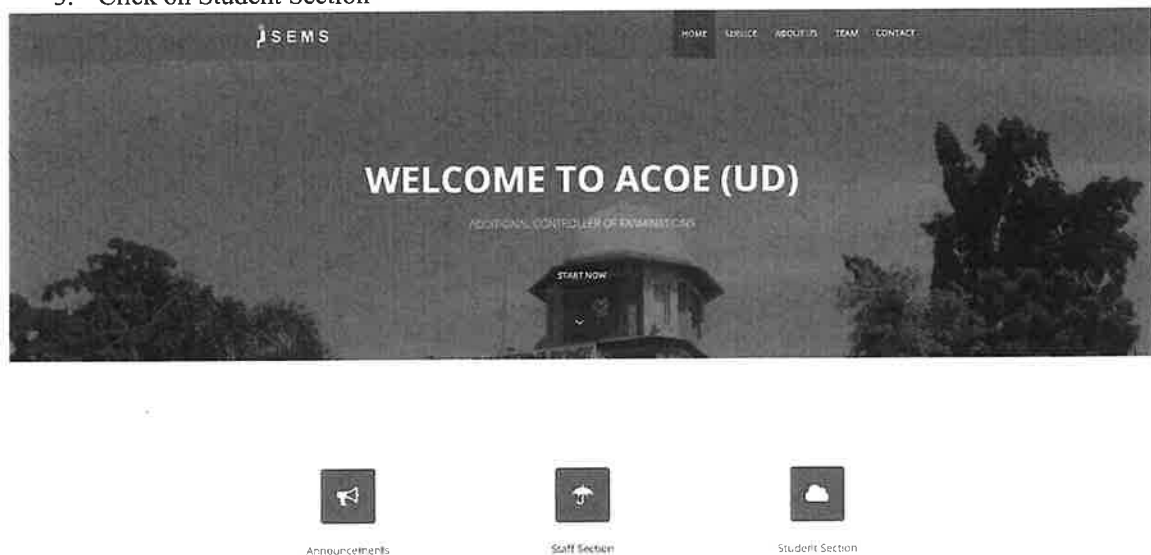 3. Click on Student Section
SEMS
HOME SERVICE ABOUT US TEAM CONTACT
WELCOME TO ACOE (UD)
ADDITIONAL CONTROLLER OF EXAMINATIONS
START NOW
Announcements Staff Section Student Section